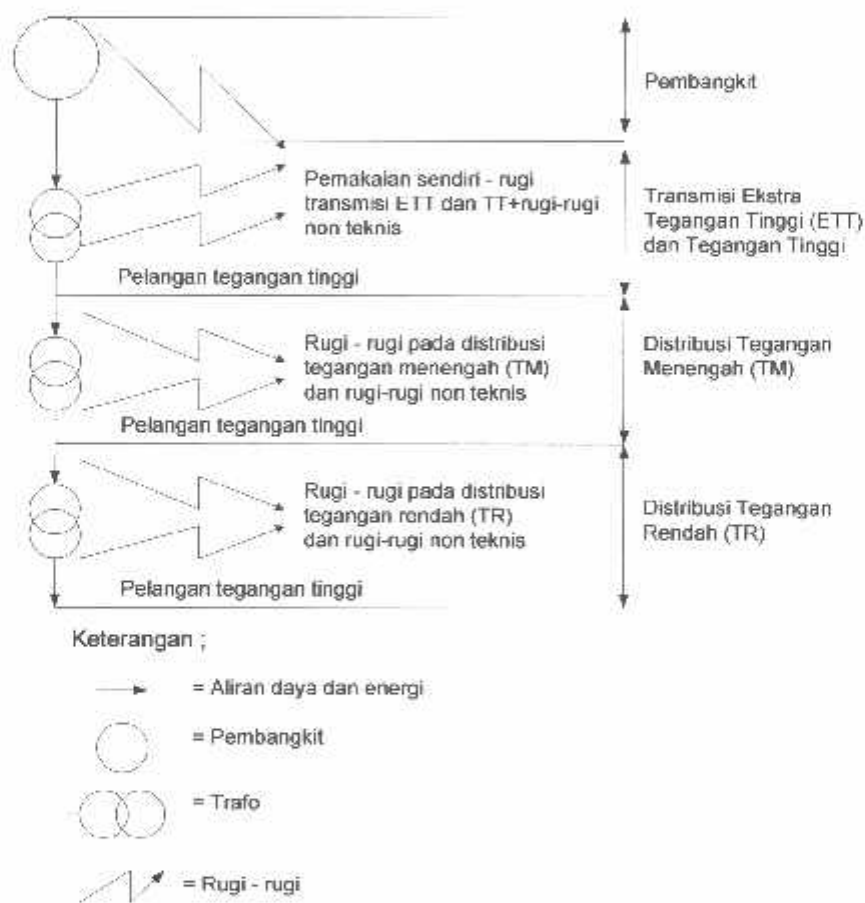 Pembangkit
Pemakaian sendiri - rugi
transmisi ETT dan TT+rugi-rugi
non teknis
Transmisi Ekstra
Tegangan Tinggi (ETT)
dan Tegangan Tinggi
Pelangan tegangan tinggi
Rugi - rugi pada distribusi
tegangan menengah (TM)
dan rugi-rugi non teknis
Distribusi Tegangan
Menengah (TM)
Pelangan tegangan tinggi
Rugi - rugi pada distribusi
tegangan rendah (TR)
dan rugi-rugi non teknis
Distribusi Tegangan
Rendah (TR)
Pelangan tegangan tinggi
Keterangan ;
= Aliran daya dan energi
= Pembangkit
= Trafo
= Rugi - rugi